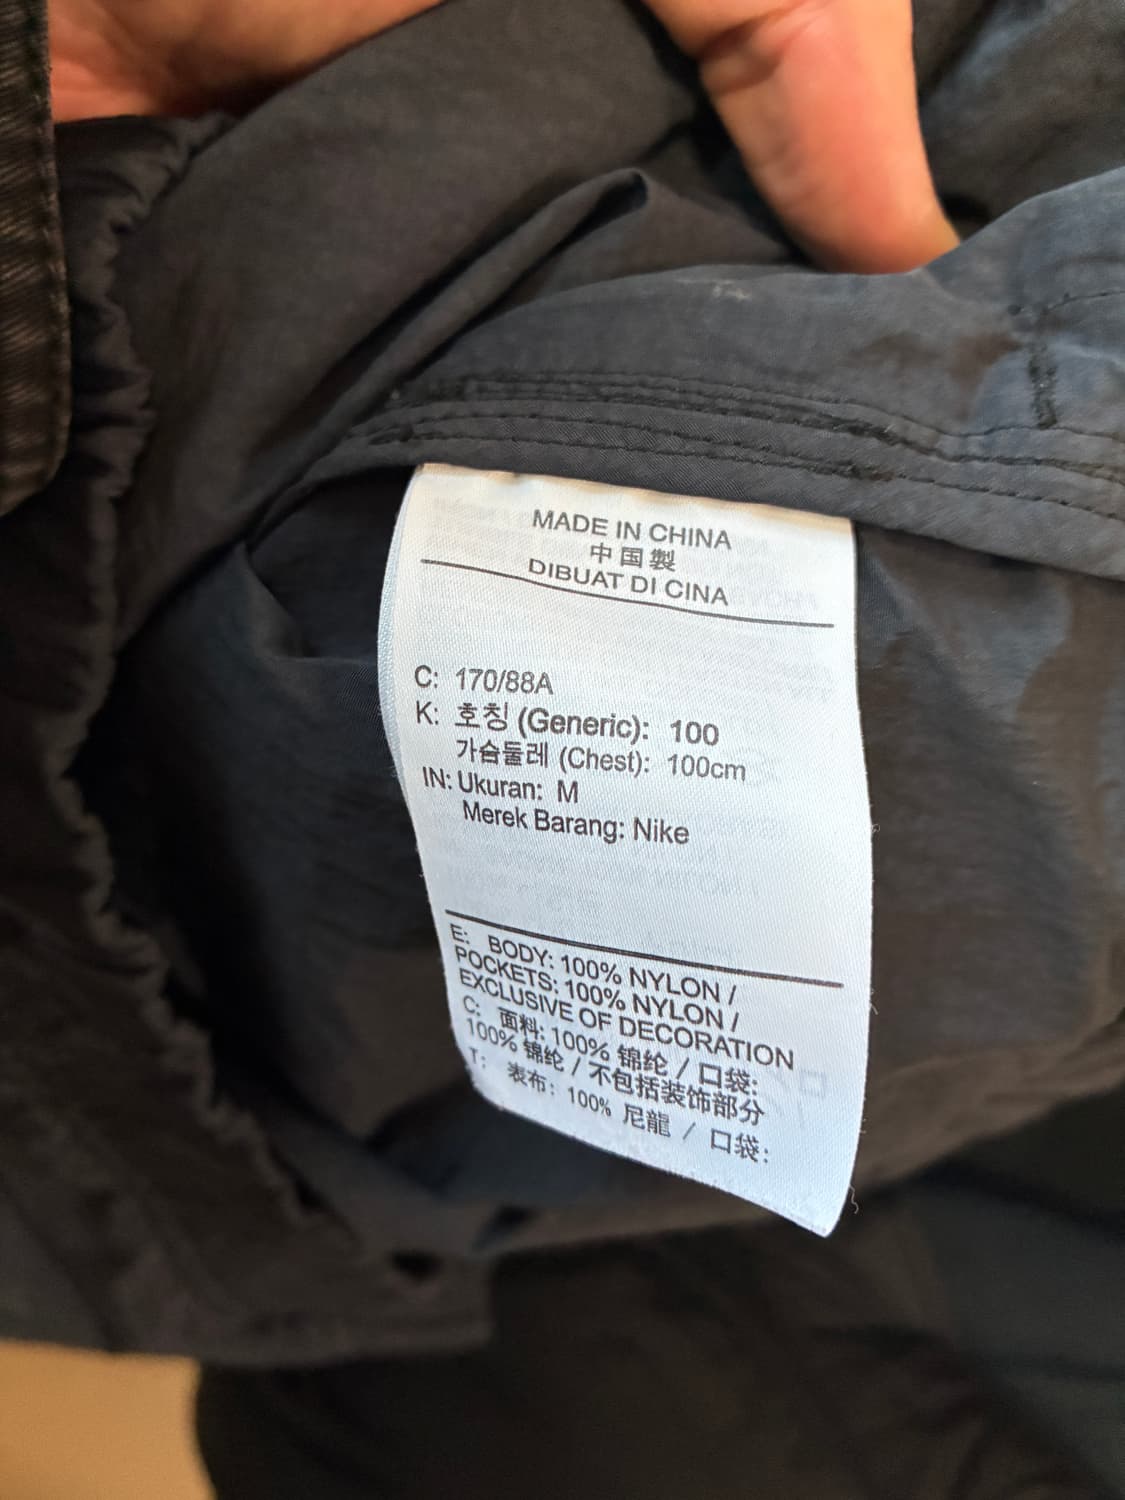 MADE IN CHINA
中国製
DIBUAT DI CINA
C: 170/88A
K: 호칭 (Generic): 100
가슴둘레 (Chest): 100cm
IN: Ukuran: M
Merek Barang: Nike
E: BODY: 100% NYLON /
POCKETS: 100% NYLON /
EXCLUSIVE OF DECORATION
C: 面料: 100% 锦纶 / 口袋:
100% 锦纶 / 不包括装饰部分
T: 表布: 100% 尼龍 / 口袋: